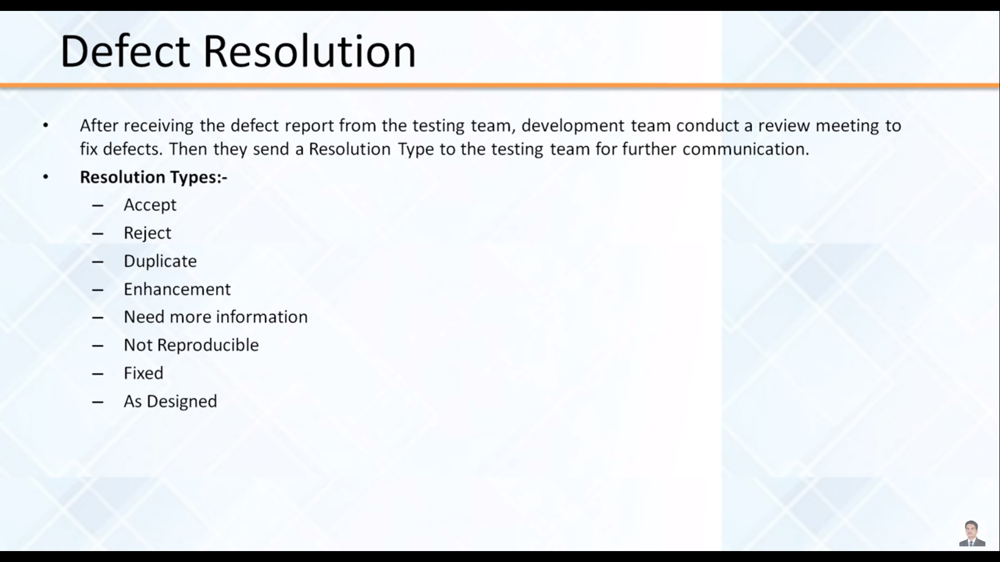 Defect Resolution
• After receiving the defect report from the testing team, development team conduct a review meeting to
fix defects. Then they send a Resolution Type to the testing team for further communication.
• Resolution Types:-
– Accept
– Reject
– Duplicate
– Enhancement
– Need more information
– Not Reproducible
– Fixed
– As Designed